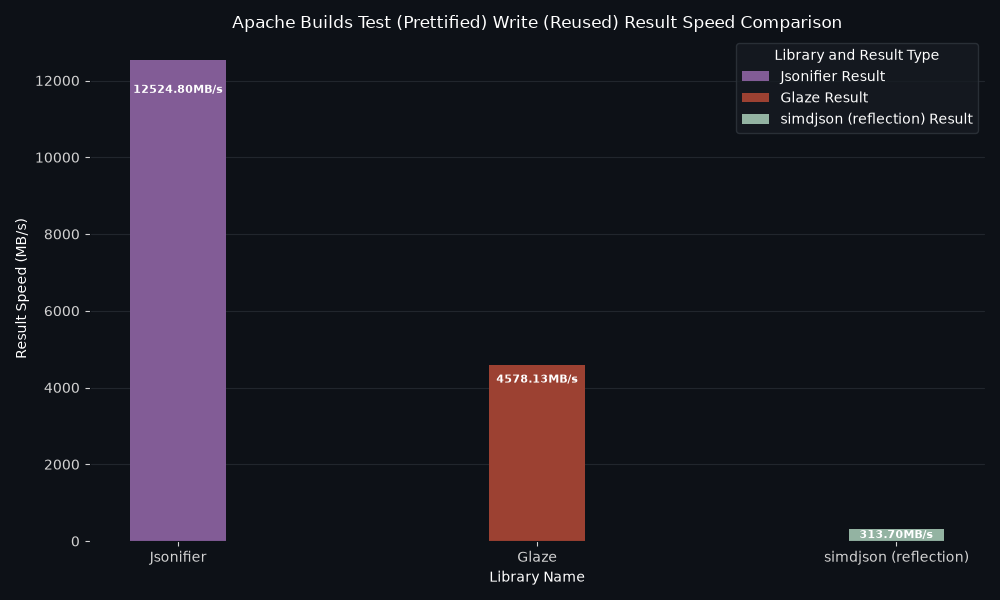 Apache Builds Test (Prettified) Write (Reused) Result Speed Comparison
Library and Result Type
Jsonifier Result
Glaze Result
simdjson (reflection) Result
12000
10000
8000
6000
4000
2000
0
Result Speed (MB/s)
12524.80MB/s
4578.13MB/s
313.70MB/s
Jsonifier
Glaze
simdjson (reflection)
Library Name